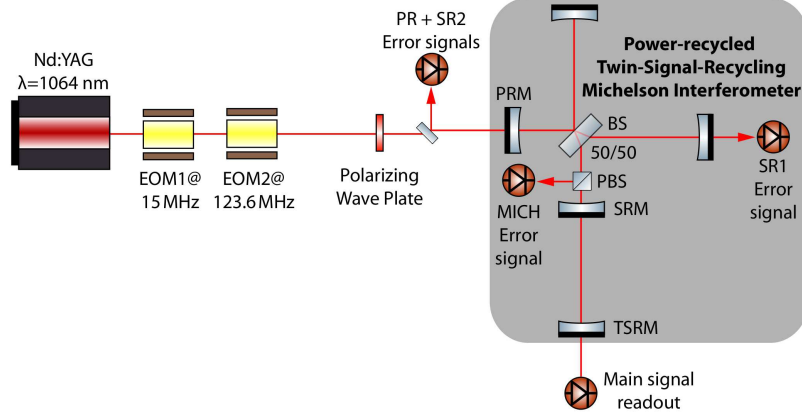 Nd:YAG
λ=1064 nm
EOM1@
15 MHz
EOM2@
123.6 MHz
Polarizing
Wave Plate
PR + SR2
Error signals
PRM
Power-recycled
Twin-Signal-Recycling
Michelson Interferometer
BS
50/50
PBS
MICH
Error
signal
SRM
SR1
Error
signal
TSRM
Main signal
readout